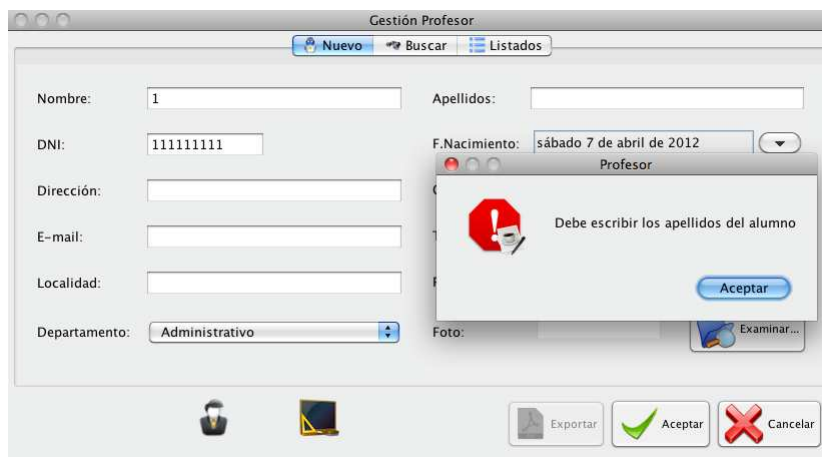 Gestión Profesor
Nuevo Buscar Listados
Nombre: 1 Apellidos:
DNI: 111111111 F.Nacimiento: sábado 7 de abril de 2012
Profesor
Dirección:
Debe escribir los apellidos del alumno
E-mail:
Localidad:
Aceptar
Departamento: Administrativo Foto: Examinar...
Exportar Aceptar Cancelar